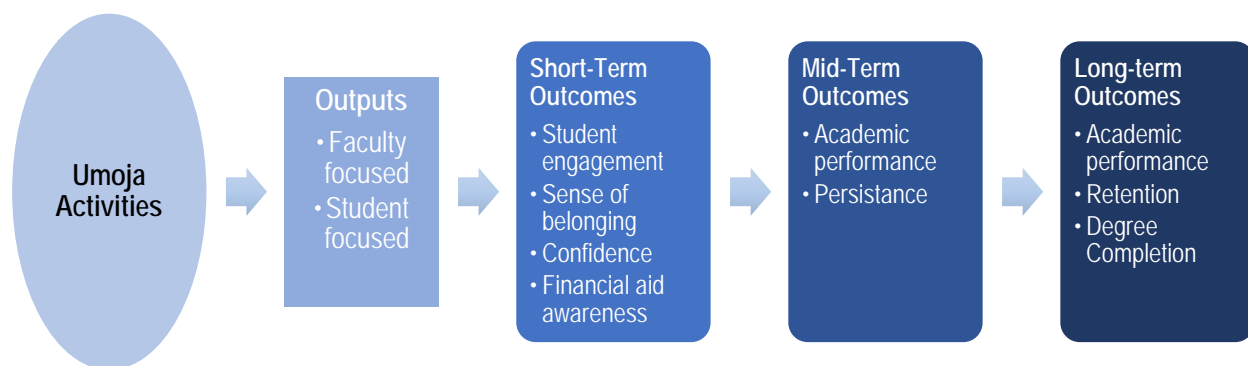 Umoja
Activities
Outputs
• Faculty
focused
• Student
focused
Short-Term
Outcomes
• Student
engagement
• Sense of
belonging
• Confidence
• Financial aid
awareness
Mid-Term
Outcomes
• Academic
performance
• Persistance
Long-term
Outcomes
• Academic
performance
• Retention
• Degree
Completion